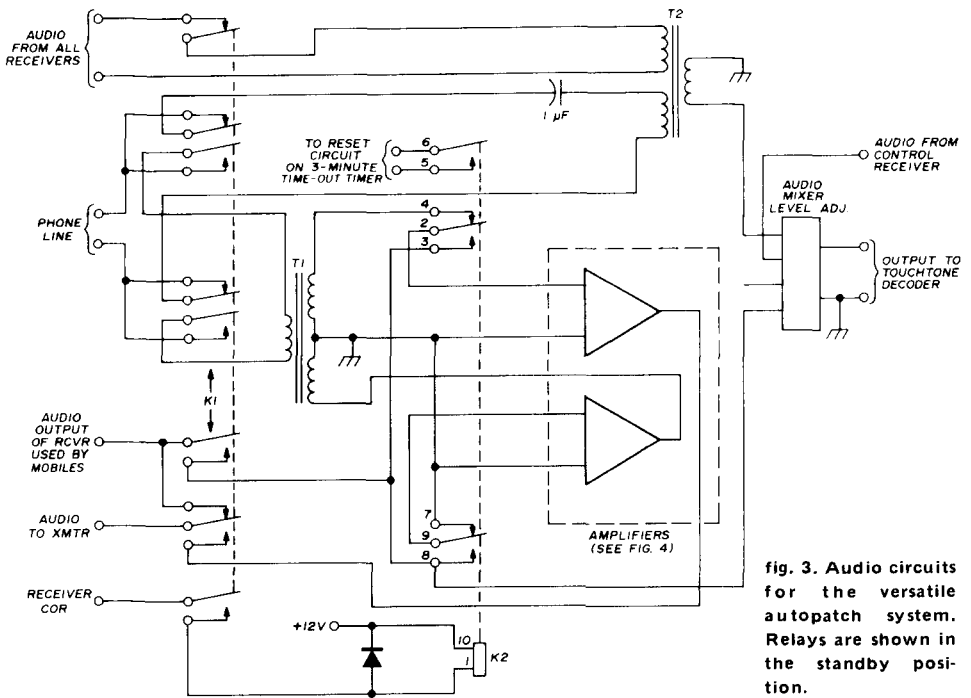 T2
AUDIO
FROM ALL
RECEIVERS
1 µF
TO RESET
CIRCUIT
ON 3-MINUTE
TIME-OUT TIMER
6
5
AUDIO FROM
CONTROL
RECEIVER
AUDIO
MIXER
LEVEL ADJ.
PHONE
LINE
4
2
3
T1
OUTPUT TO
TOUCHTONE
DECODER
K1
AUDIO
OUTPUT
OF RCVR
USED BY
MOBILES
AUDIO
TO XMTR
7
9
8
AMPLIFIERS
(SEE FIG. 4)
RECEIVER
COR
+12V
10
1
K2
fig. 3. Audio circuits
for the versatile
autopatch system.
Relays are shown in
the standby posi-
tion.